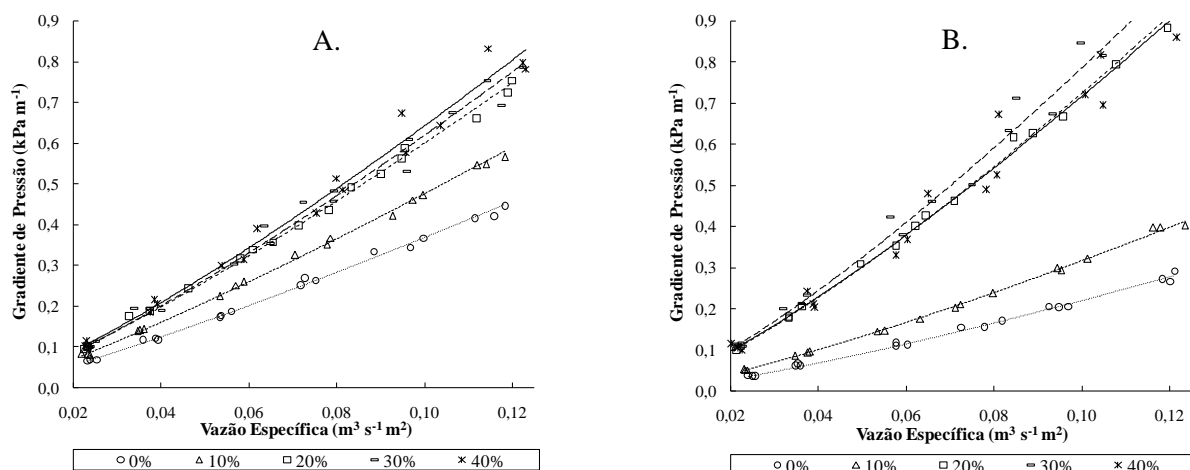 A.
Gradiente de Pressão (kPa m⁻¹)
0,9
0,8
0,7
0,6
0,5
0,4
0,3
0,2
0,1
0,0
0,02 0,04 0,06 0,08 0,10 0,12
Vazão Específica (m³ s⁻¹ m²)
0% 10% 20% 30% 40%
B.
Gradiente de Pressão (kPa m⁻¹)
0,9
0,8
0,7
0,6
0,5
0,4
0,3
0,2
0,1
0,0
0,02 0,04 0,06 0,08 0,10 0,12
Vazão Específica (m³ s⁻¹ m²)
0% 10% 20% 30% 40%